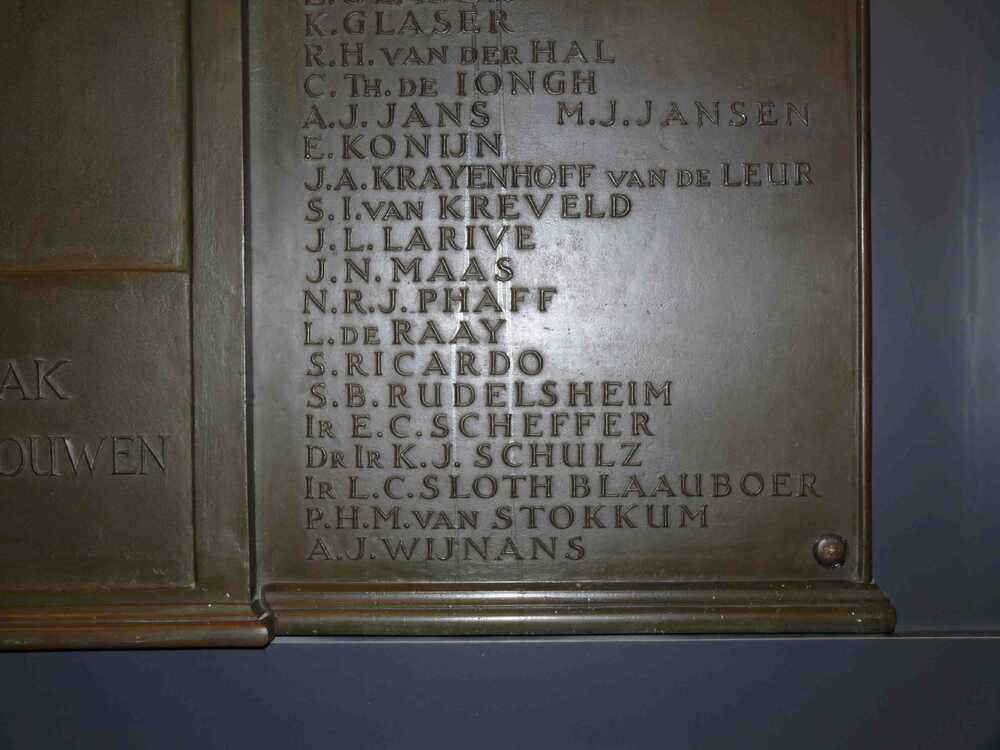 K. GLASER
R.H. VAN DER HAL
C. TH. DE IONGH
A.J. JANS M.J. JANSEN
E. KONIJN
J.A. KRAYENHOFF VAN DE LEUR
S.I. VAN KREVELD
J.L. LARIVE
J.N. MAAS
N.R.J. PHAFF
L. DE RAAY
S. RICARDO
S.B. RUDELSHEIM
IR E.C. SCHEFFER
DR IR K.J. SCHULZ
IR L.C. SLOTH BLAAUBOER
P.H.M. VAN STOKKUM
A.J. WIJNANS
AK
OUWEN